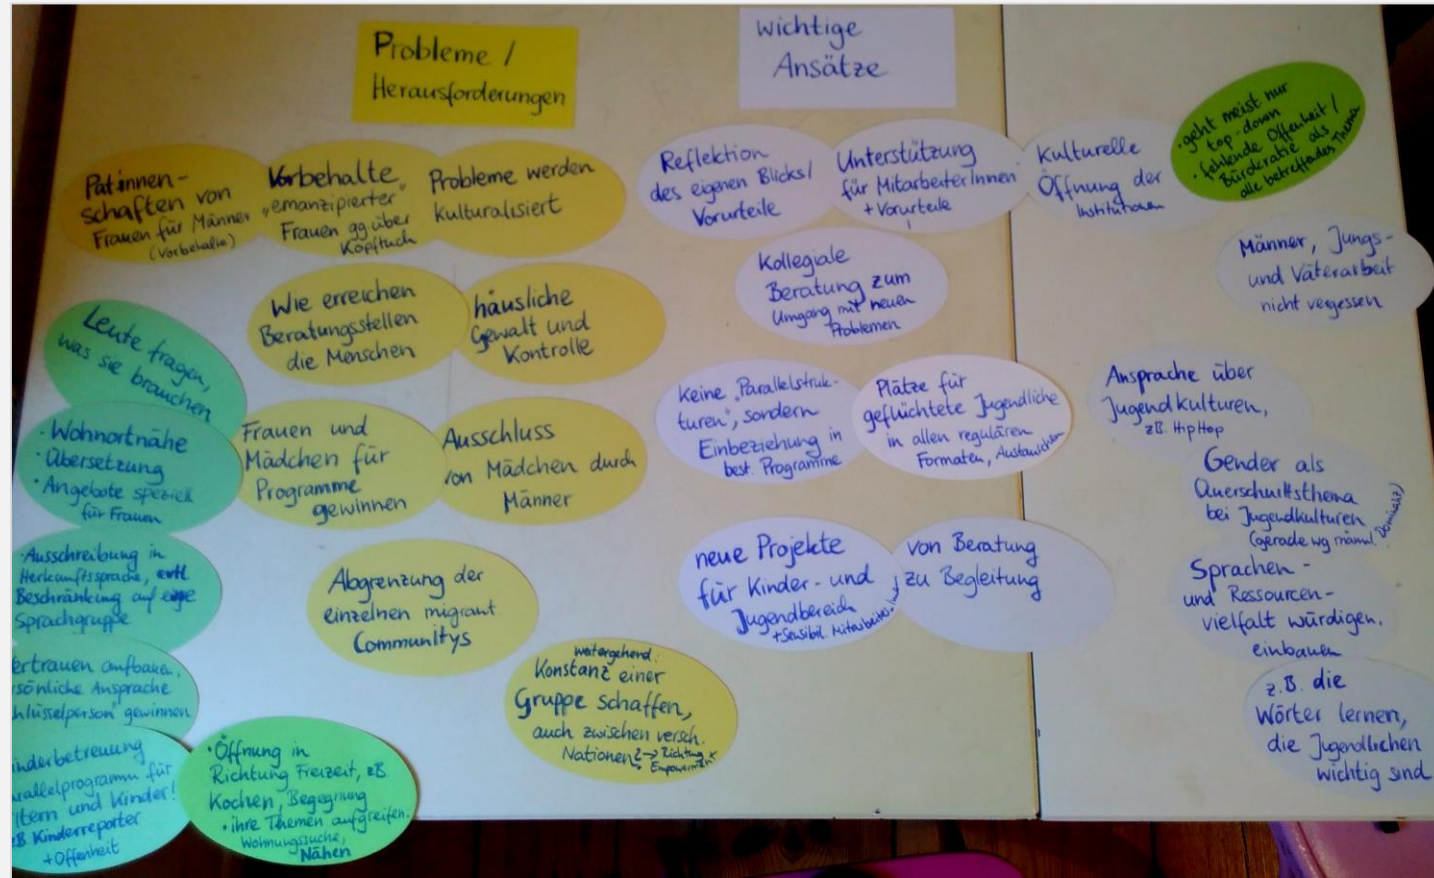 Probleme /
Herausforderungen
wichtige
Ansätze
Patinnen-
schaften von
Frauen für Männer
(Vorbehalte)
Vorbehalte
"emanzipierter"
Frauen ggüber
Kopftuch
Probleme werden
kulturalisiert
Reflektion
des eigenen Blicks/
Vorurteile
Unterstützung
für MitarbeiterInnen
+ Vorurteile
Kulturelle
Öffnung der
Institutionen
• geht meist nur
top-down
• fehlende Offenheit /
Bürokratie als
alle betreffendes Thema
Wie erreichen
Beratungsstellen
die Menschen
häusliche
Gewalt und
Kontrolle
Kollegiale
Beratung zum
Umgang mit neuen
Problemen
Männer, Jungs-
und Väterarbeit
nicht vergessen
Leute fragen,
was sie brauchen
• Wohnortnähe
• Übersetzung
• Angebote speziell
für Frauen
Frauen und
Mädchen für
Programme
gewinnen
Ausschluss
von Mädchen durch
Männer
Keine "Parallelstruk-
turen", sondern
Einbeziehung in
best. Programme
Plätze für
geflüchtete Jugendliche
in allen regulären
Formaten, Austauschen
Ansprache über
Jugendkulturen,
zB. HipHop
Gender als
Querschnittsthema
bei Jugendkulturen
(gerade wg männl. Dominanz)
• Ausschreibung in
Herkunftssprache, evtl
Beschränkung auf eine
Sprachgruppe
Abgrenzung der
einzelnen migrant.
Communitys
neue Projekte
für Kinder- und
Jugendbereich
+ Sensibil.
von Beratung
zu Begleitung
Sprachen-
und Ressourcen-
vielfalt würdigen,
einbauen
ertrauen aufbauen,
sönliche Ansprache
hlüsselperson" gewinnen
weitergehend:
Konstanz einer
Gruppe schaffen,
auch zwischen versch.
Nationen? → Richtung
Empowerment
z.B. die
Wörter lernen,
die Jugendlichen
wichtig sind
inderbetreuung
rallelprogramm für
ltern und Kinder!
B Kinderreporter
+ Offenheit
• Öffnung in
Richtung Freizeit, zB.
Kochen, Begegnung
• ihre Themen aufgreifen:
Wohnungssuche,
Nähen